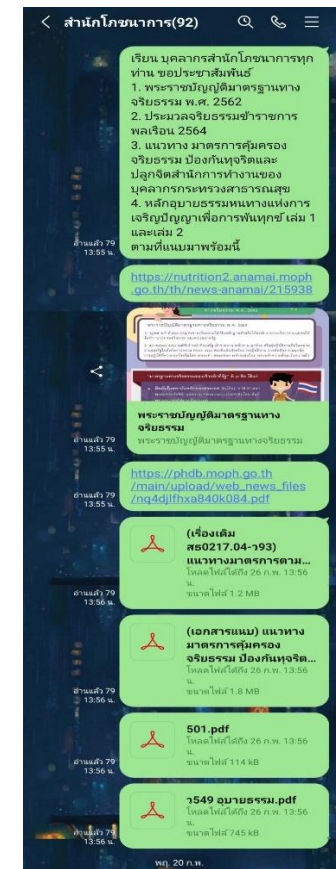 สำนักโภชนาการ(92)
เรียน บุคลากรสำนักโภชนาการทุก
ท่าน ขอประชาสัมพันธ์
1. พระราชบัญญัติมาตรฐานทาง
จริยธรรม พ.ศ. 2562
2. ประมวลจริยธรรมข้าราชการ
พลเรือน 2564
3. แนวทาง มาตรการคุ้มครอง
จริยธรรม ป้องกันทุจริตและ
ปลูกจิตสำนึกการทำงานของ
บุคลากรกระทรวงสาธารณสุข
4. หลักอุบายธรรมหนทางแห่งการ
เจริญปัญญาเพื่อการพ้นทุกข์ เล่ม 1
และเล่ม 2
ตามที่แนบมาพร้อมนี้
อ่านแล้ว 79
13:55 น.
https://nutrition2.anamai.moph
.go.th/th/news-anamai/215938
พระราชบัญญัติมาตรฐานทาง
จริยธรรม
พระราชบัญญัติมาตรฐานทางจริยธรรม
อ่านแล้ว 79
13:55 น.
https://phdb.moph.go.th
/main/upload/web_news_files
/nq4djlfhxa840k084.pdf
อ่านแล้ว 79
13:55 น.
(เรื่องเดิม
สธ0217.04-ว93)
แนวทางมาตรการตาม...
โหลดไฟล์ได้ถึง 26 ก.พ. 13:56
น.
ขนาดไฟล์ 1.2 MB
อ่านแล้ว 79
13:56 น.
(เอกสารแนบ) แนวทาง
มาตรการคุ้มครอง
จริยธรรม ป้องกันทุจริต...
โหลดไฟล์ได้ถึง 26 ก.พ. 13:56
น.
ขนาดไฟล์ 1.8 MB
อ่านแล้ว 79
13:56 น.
501.pdf
โหลดไฟล์ได้ถึง 26 ก.พ. 13:56
น.
ขนาดไฟล์ 114 kB
อ่านแล้ว 79
13:56 น.
ว549 อุบายธรรม.pdf
โหลดไฟล์ได้ถึง 26 ก.พ. 13:56
น.
ขนาดไฟล์ 745 kB
อ่านแล้ว 79
13:56 น.
พฤ. 20 ก.พ.